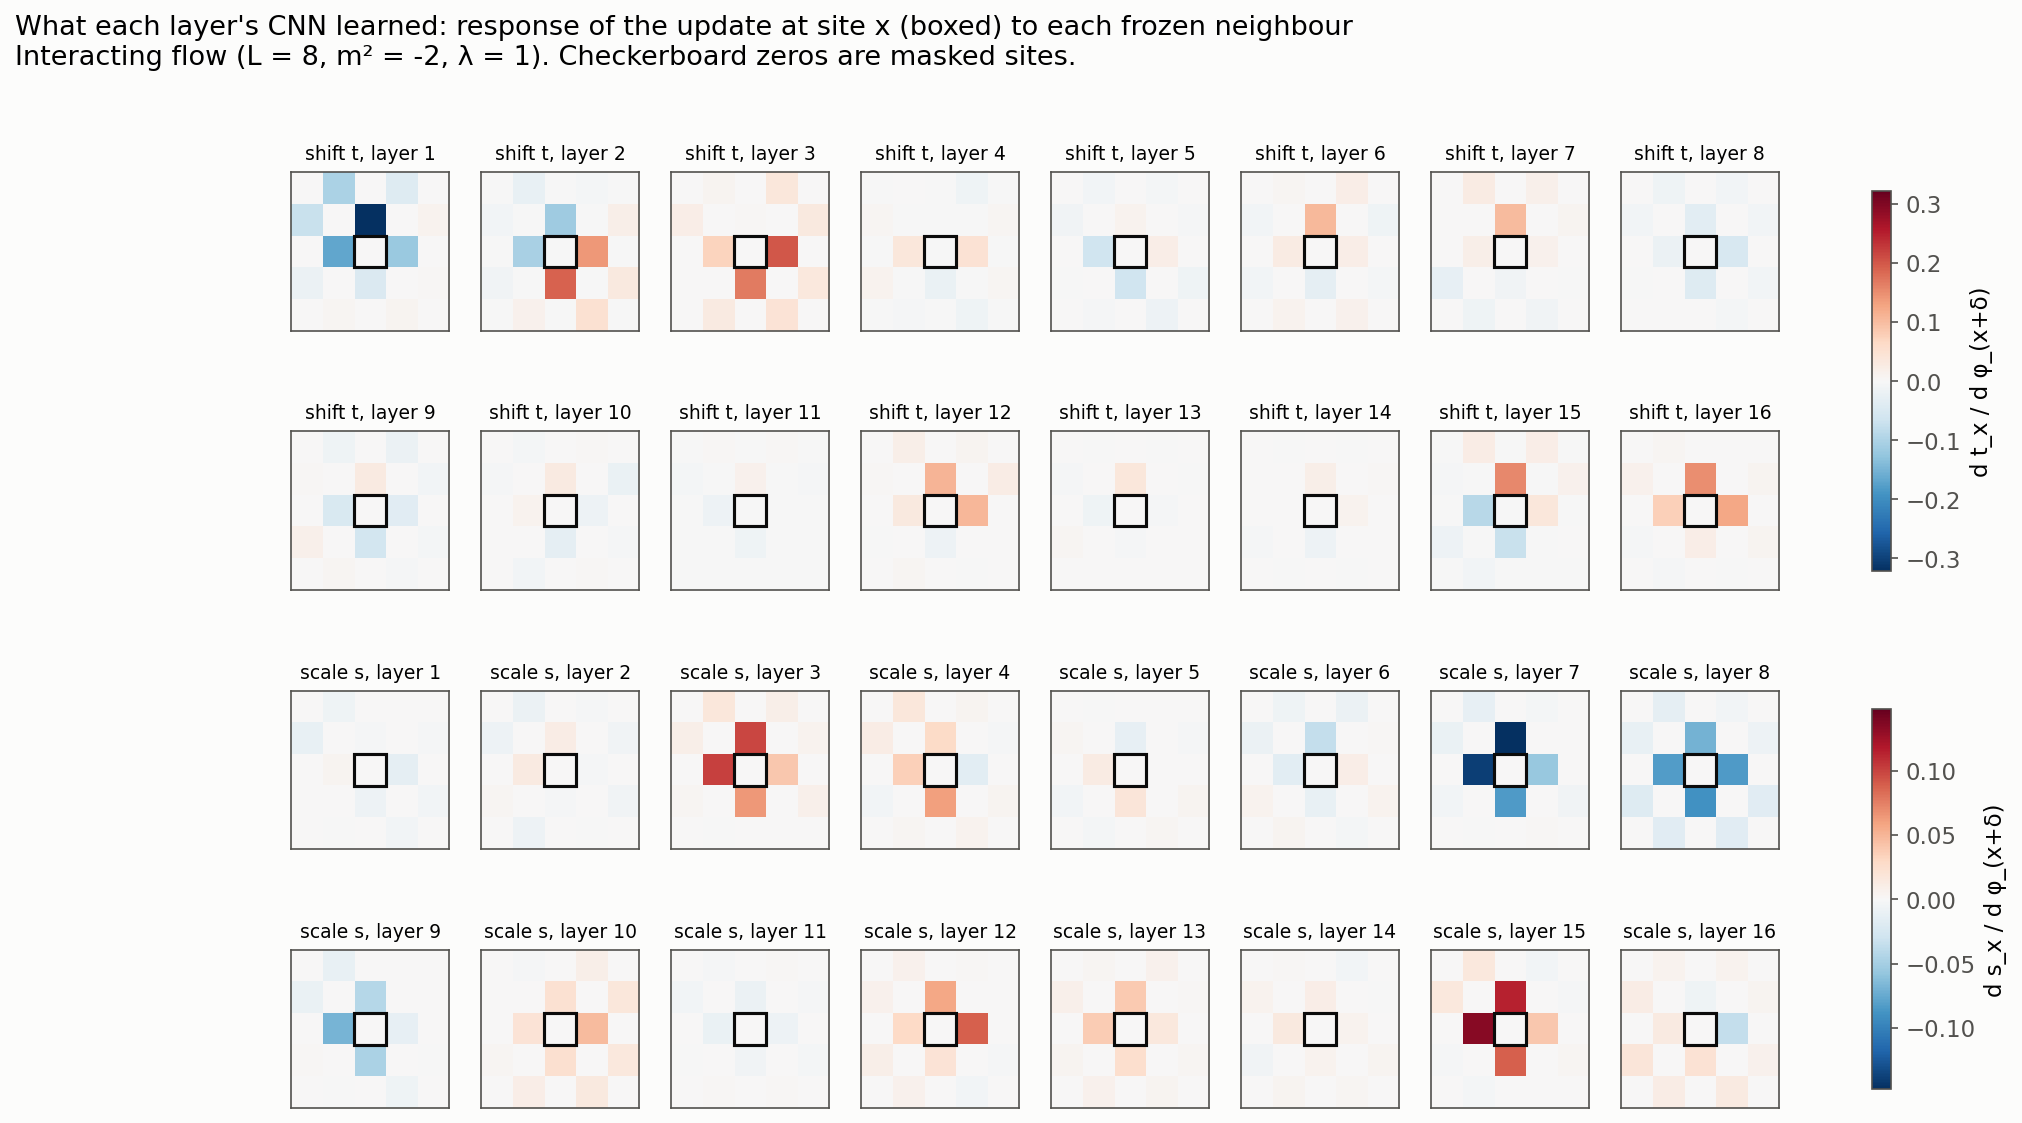 What each layer's CNN learned: response of the update at site x (boxed) to each frozen neighbour
Interacting flow (L = 8, m² = -2, λ = 1). Checkerboard zeros are masked sites.
shift t, layer 1
shift t, layer 2
shift t, layer 3
shift t, layer 4
shift t, layer 5
shift t, layer 6
shift t, layer 7
shift t, layer 8
shift t, layer 9
shift t, layer 10
shift t, layer 11
shift t, layer 12
shift t, layer 13
shift t, layer 14
shift t, layer 15
shift t, layer 16
0.3
0.2
0.1
0.0
−0.1
−0.2
−0.3
d t_x / d φ_(x+δ)
scale s, layer 1
scale s, layer 2
scale s, layer 3
scale s, layer 4
scale s, layer 5
scale s, layer 6
scale s, layer 7
scale s, layer 8
scale s, layer 9
scale s, layer 10
scale s, layer 11
scale s, layer 12
scale s, layer 13
scale s, layer 14
scale s, layer 15
scale s, layer 16
0.10
0.05
0.00
−0.05
−0.10
d s_x / d φ_(x+δ)